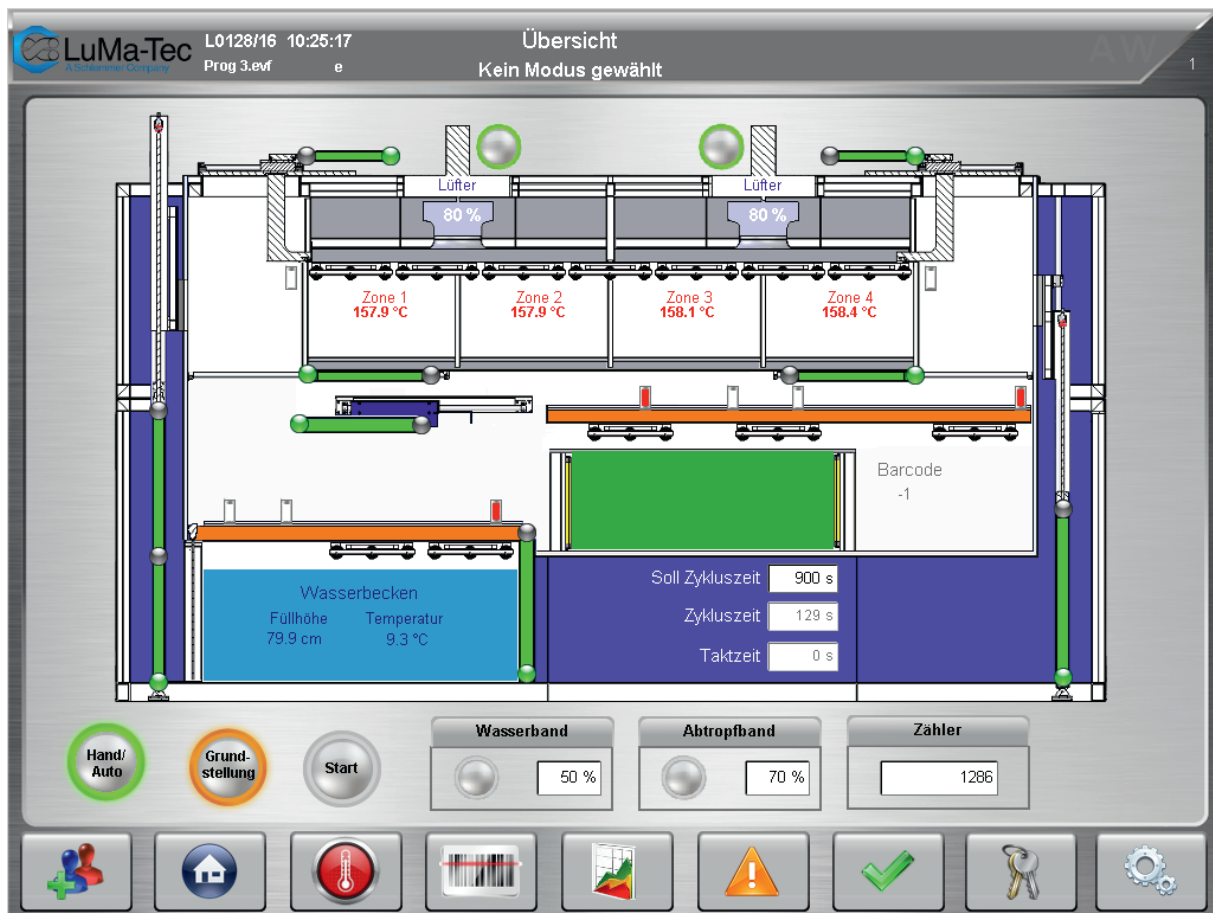 LuMa-Tec
A Schlemmer Company
L0128/16 10:25:17
Prog 3.evf e
Übersicht
Kein Modus gewählt
AW
1
Lüfter
80 %
Lüfter
80 %
Zone 1
157.9 °C
Zone 2
157.9 °C
Zone 3
158.1 °C
Zone 4
158.4 °C
Barcode
-1
Wasserbecken
Füllhöhe Temperatur
79.9 cm 9.3 °C
Soll Zykluszeit 900 s
Zykluszeit 129 s
Taktzeit 0 s
Hand/
Auto
Grund-
stellung
Start
Wasserband
50 %
Abtropfband
70 %
Zähler
1286